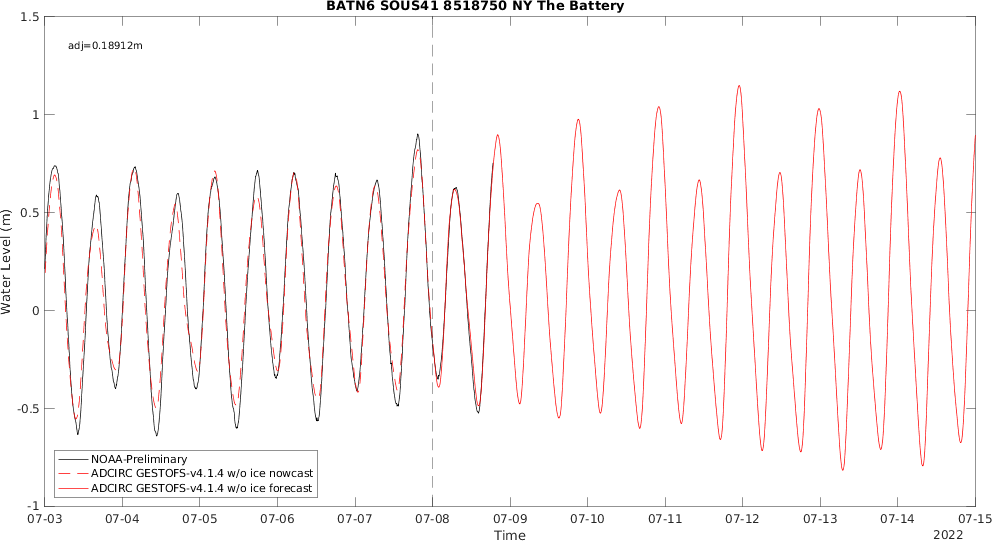 BATN6 SOUS41 8518750 NY The Battery
adj=0.18912m
1.5
1
0.5
0
-0.5
-1
Water Level (m)
NOAA-Preliminary
ADCIRC GESTOFS-v4.1.4 w/o ice nowcast
ADCIRC GESTOFS-v4.1.4 w/o ice forecast
07-03 07-04 07-05 07-06 07-07 07-08 07-09 07-10 07-11 07-12 07-13 07-14 07-15
Time
2022